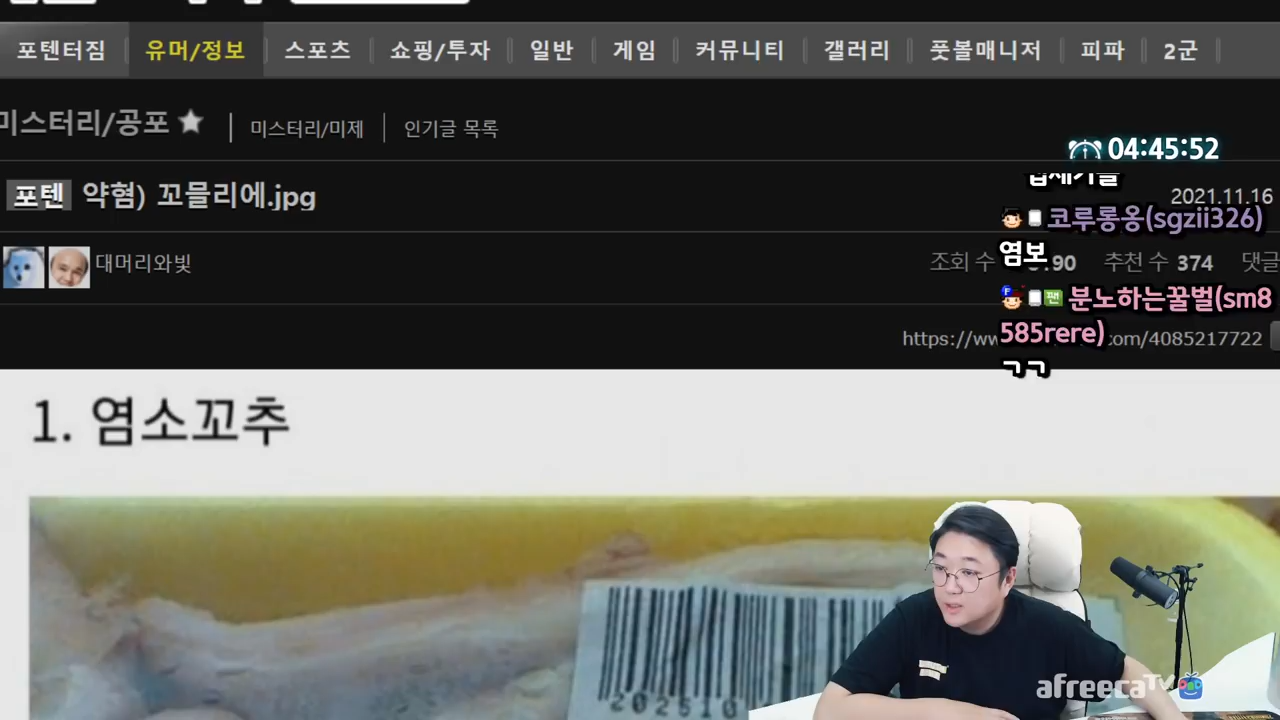 포텐터짐 유머/정보 스포츠 쇼핑/투자 일반 게임 커뮤니티 갤러리 풋볼매니저 피파 2군
미스터리/공포 미스터리/미제 인기글 목록
04:45:52
포텐 약혐) 꼬믈리에.jpg
2021.11.16
코루롱옹(sgzii326)
대머리와빛
염보
조회 수 추천 수 374 댓글
팬 분노하는꿀벌(sm8
585rere)
com/4085217722
ㄱㄱ
1. 염소꼬추
202510
afreecaTV